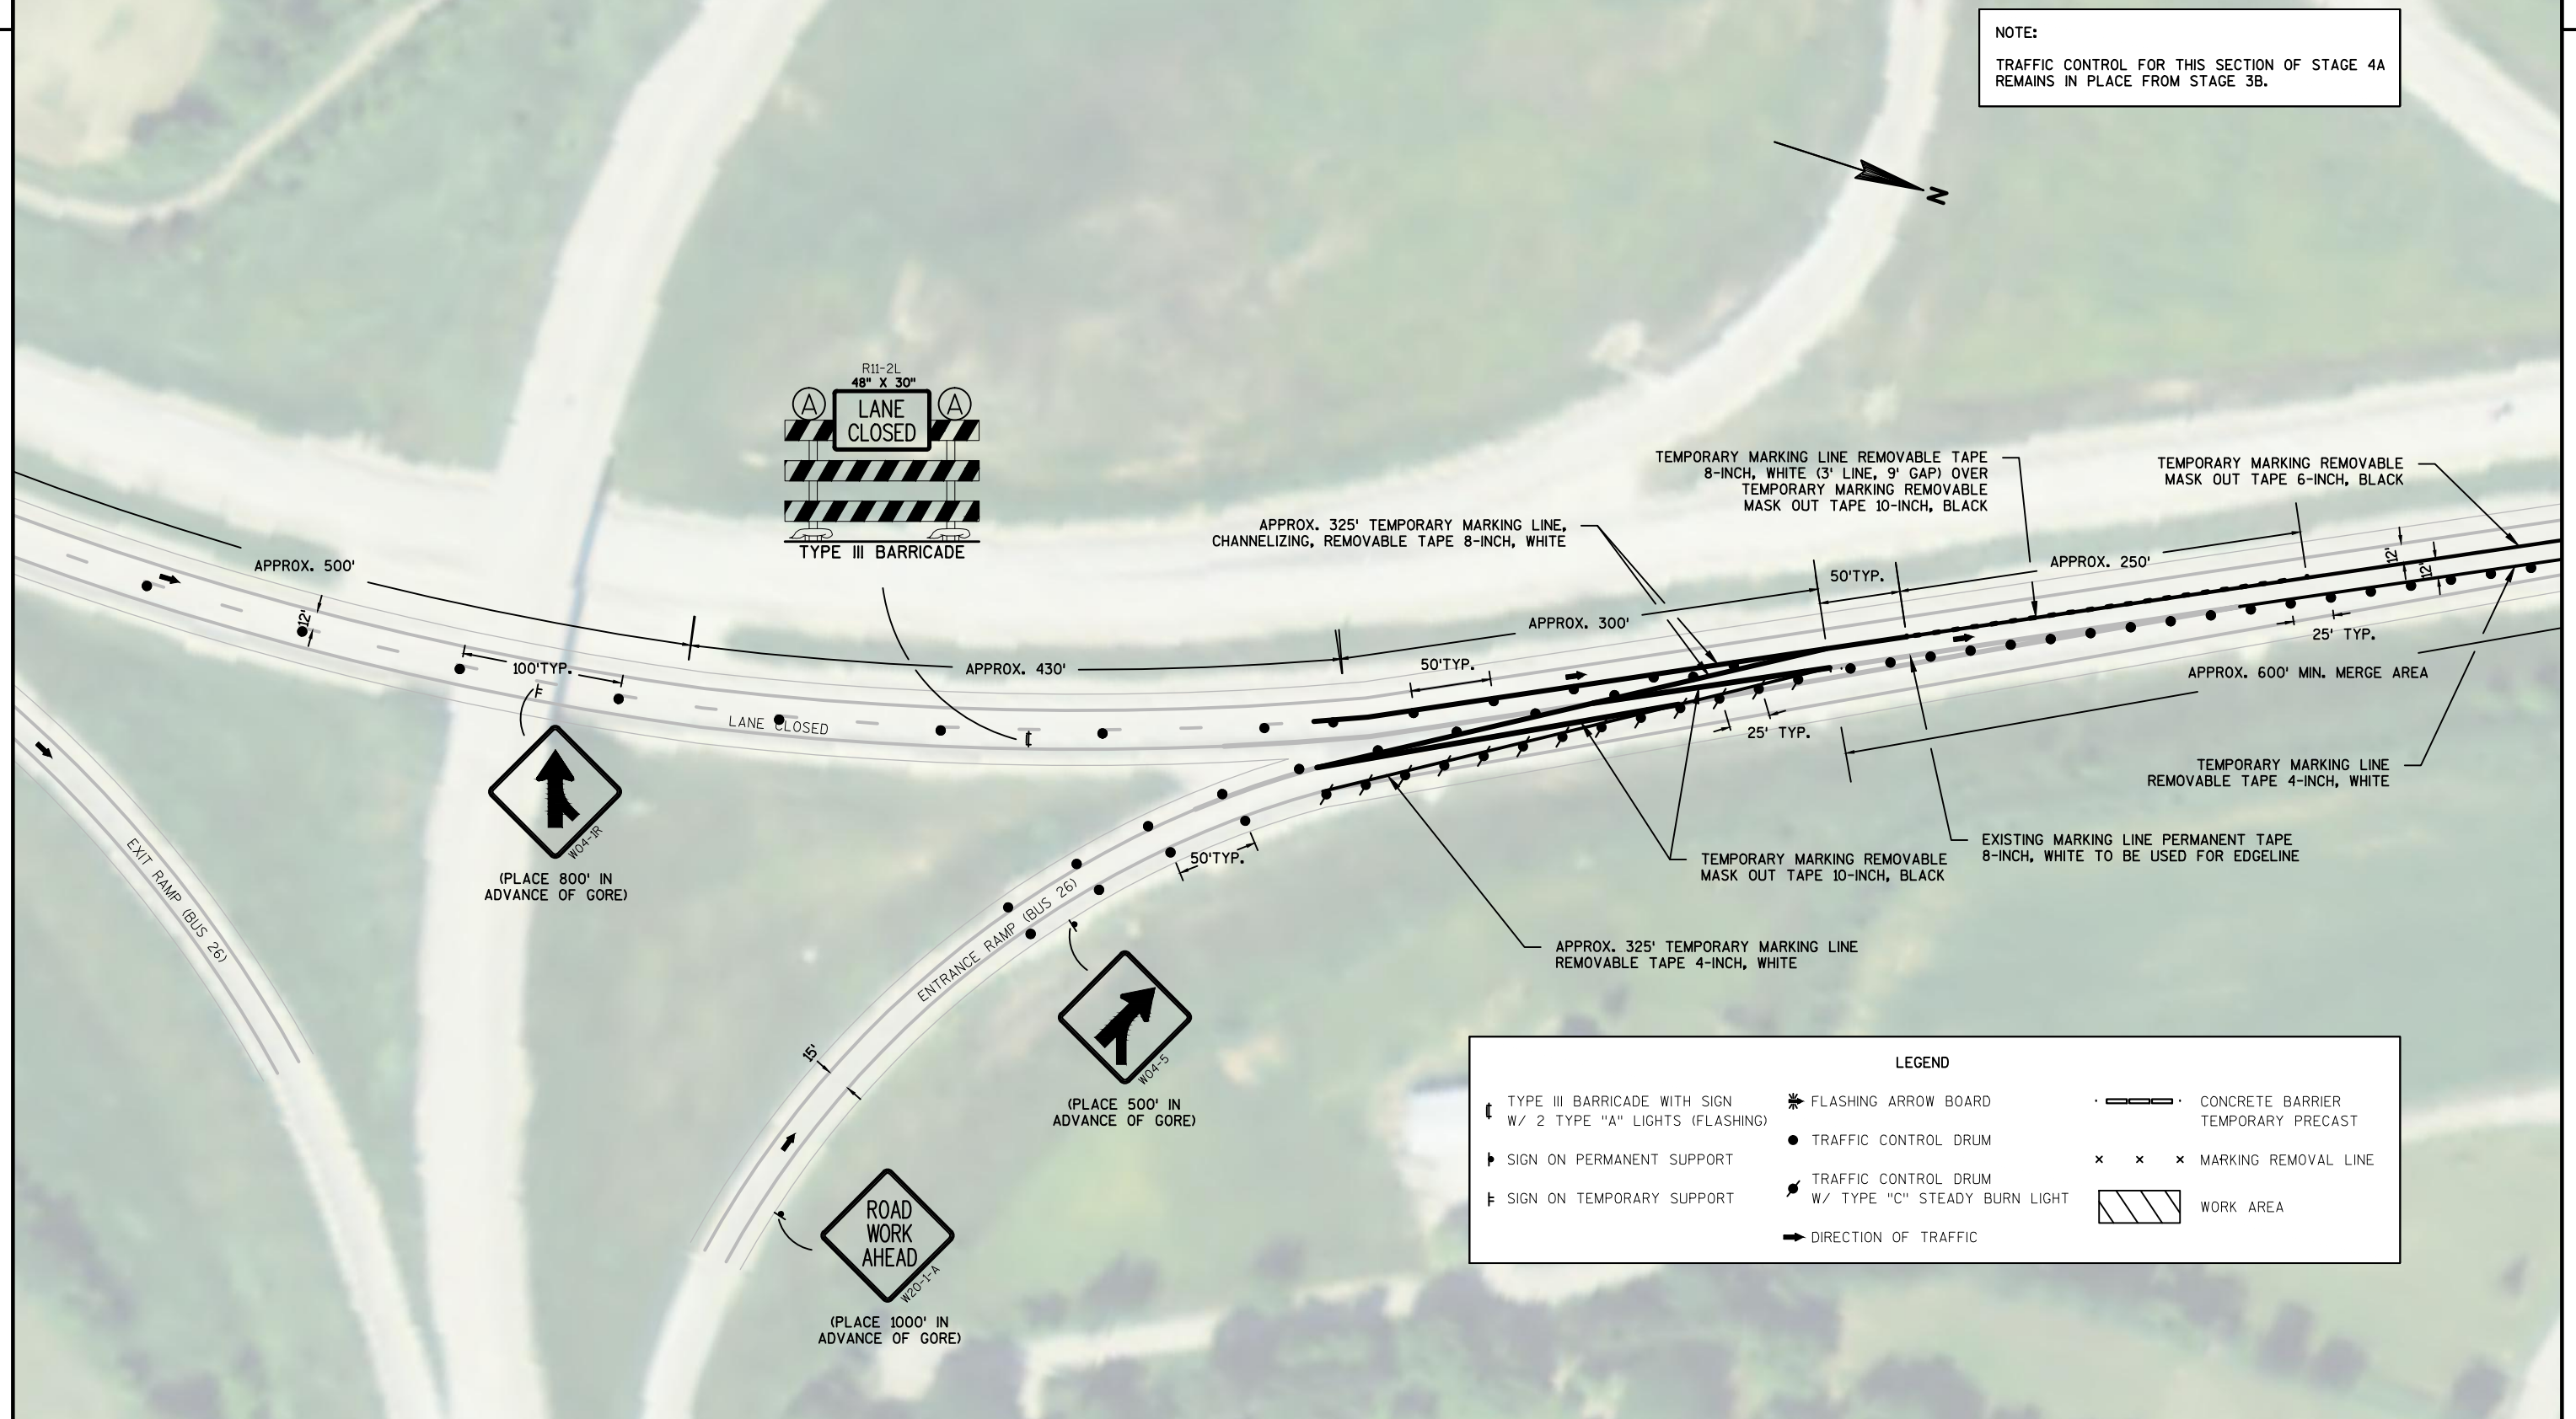 NOTE:
TRAFFIC CONTROL FOR THIS SECTION OF STAGE 4A
REMAINS IN PLACE FROM STAGE 3B.
N
R11-2L
48" X 30"
A
LANE
CLOSED
A
TYPE III BARRICADE
TEMPORARY MARKING LINE REMOVABLE TAPE
8-INCH, WHITE (3' LINE, 9' GAP) OVER
TEMPORARY MARKING REMOVABLE
MASK OUT TAPE 10-INCH, BLACK
TEMPORARY MARKING REMOVABLE
MASK OUT TAPE 6-INCH, BLACK
APPROX. 325' TEMPORARY MARKING LINE,
CHANNELIZING, REMOVABLE TAPE 8-INCH, WHITE
APPROX. 500'
APPROX. 430'
APPROX. 300'
50'TYP.
APPROX. 250'
12'
12'
12'
100'TYP.
50'TYP.
25' TYP.
25' TYP.
LANE CLOSED
APPROX. 600' MIN. MERGE AREA
TEMPORARY MARKING LINE
REMOVABLE TAPE 4-INCH, WHITE
EXISTING MARKING LINE PERMANENT TAPE
8-INCH, WHITE TO BE USED FOR EDGELINE
TEMPORARY MARKING REMOVABLE
MASK OUT TAPE 10-INCH, BLACK
APPROX. 325' TEMPORARY MARKING LINE
REMOVABLE TAPE 4-INCH, WHITE
W04-1R
(PLACE 800' IN
ADVANCE OF GORE)
EXIT RAMP (BUS 26)
50'TYP.
ENTRANCE RAMP (BUS 26)
15'
W04-5
(PLACE 500' IN
ADVANCE OF GORE)
ROAD
WORK
AHEAD
W20-1-A
(PLACE 1000' IN
ADVANCE OF GORE)
LEGEND
TYPE III BARRICADE WITH SIGN
W/ 2 TYPE "A" LIGHTS (FLASHING)
SIGN ON PERMANENT SUPPORT
SIGN ON TEMPORARY SUPPORT
FLASHING ARROW BOARD
TRAFFIC CONTROL DRUM
TRAFFIC CONTROL DRUM
W/ TYPE "C" STEADY BURN LIGHT
DIRECTION OF TRAFFIC
CONCRETE BARRIER
TEMPORARY PRECAST
MARKING REMOVAL LINE
WORK AREA